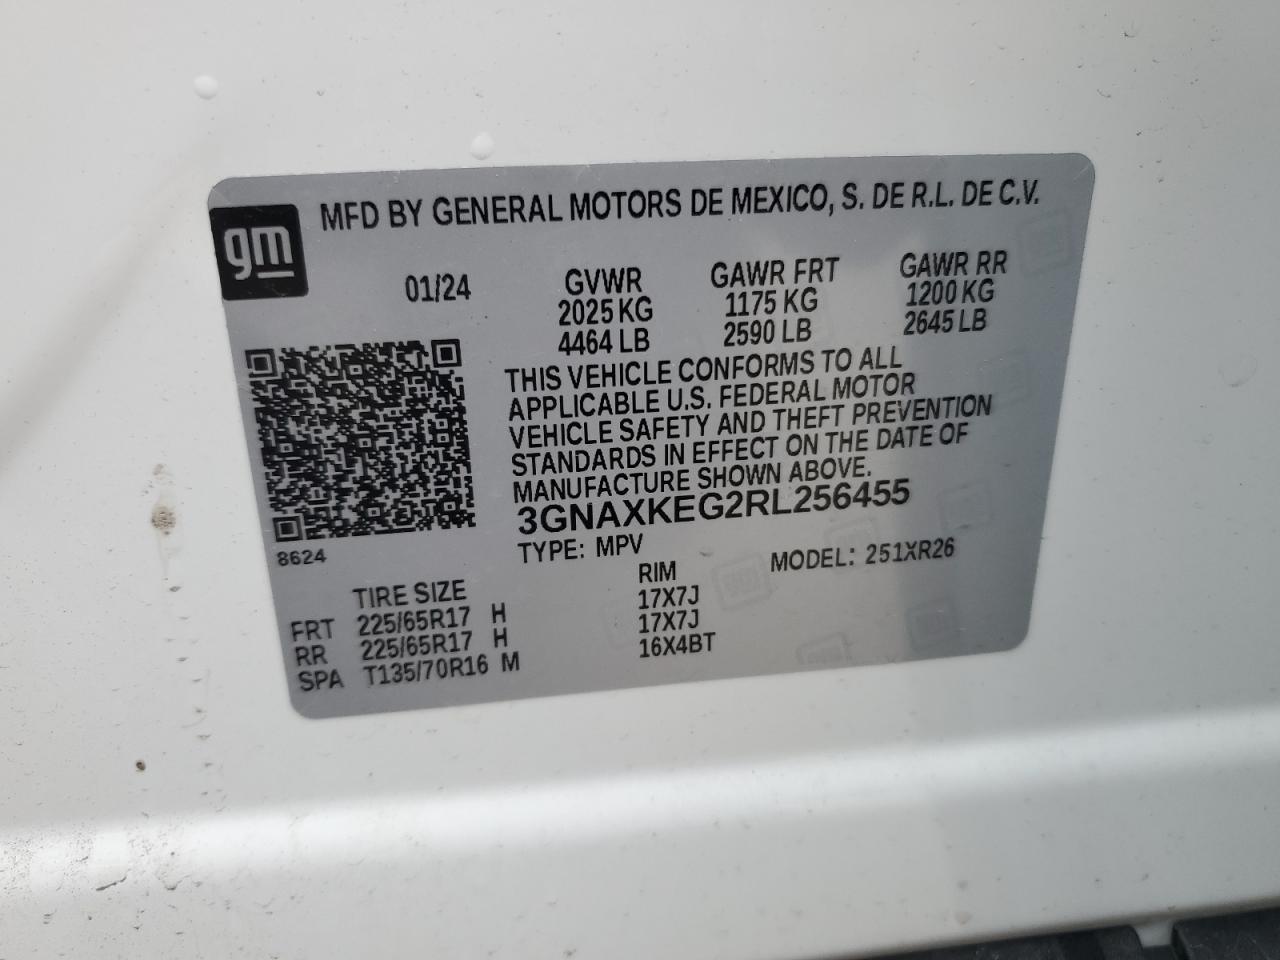 gm
MFD BY GENERAL MOTORS DE MEXICO, S. DE R.L. DE C.V.
01/24 GVWR GAWR FRT GAWR RR
2025 KG 1175 KG 1200 KG
4464 LB 2590 LB 2645 LB
THIS VEHICLE CONFORMS TO ALL
APPLICABLE U.S. FEDERAL MOTOR
VEHICLE SAFETY AND THEFT PREVENTION
STANDARDS IN EFFECT ON THE DATE OF
MANUFACTURE SHOWN ABOVE.
3GNAXKEG2RL256455
8624
TYPE: MPV MODEL: 251XR26
TIRE SIZE RIM
FRT 225/65R17 H 17X7J
RR 225/65R17 H 17X7J
SPA T135/70R16 M 16X4BT